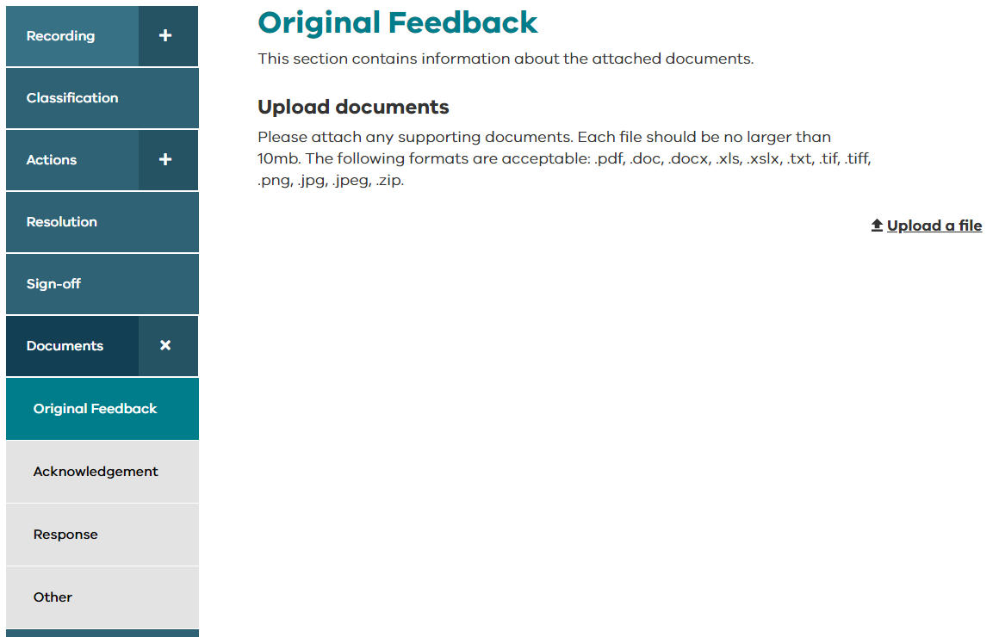 Recording
Classification
Actions
Resolution
Sign-off
Documents
Original Feedback
Acknowledgement
Response
Other
Original Feedback
This section contains information about the attached documents.
Upload documents
Please attach any supporting documents. Each file should be no larger than
10mb. The following formats are acceptable: .pdf, .doc, .docx, .xls, .xslx, .txt, .tif, .tiff,
.png, .jpg, .jpeg, .zip.
Upload a file